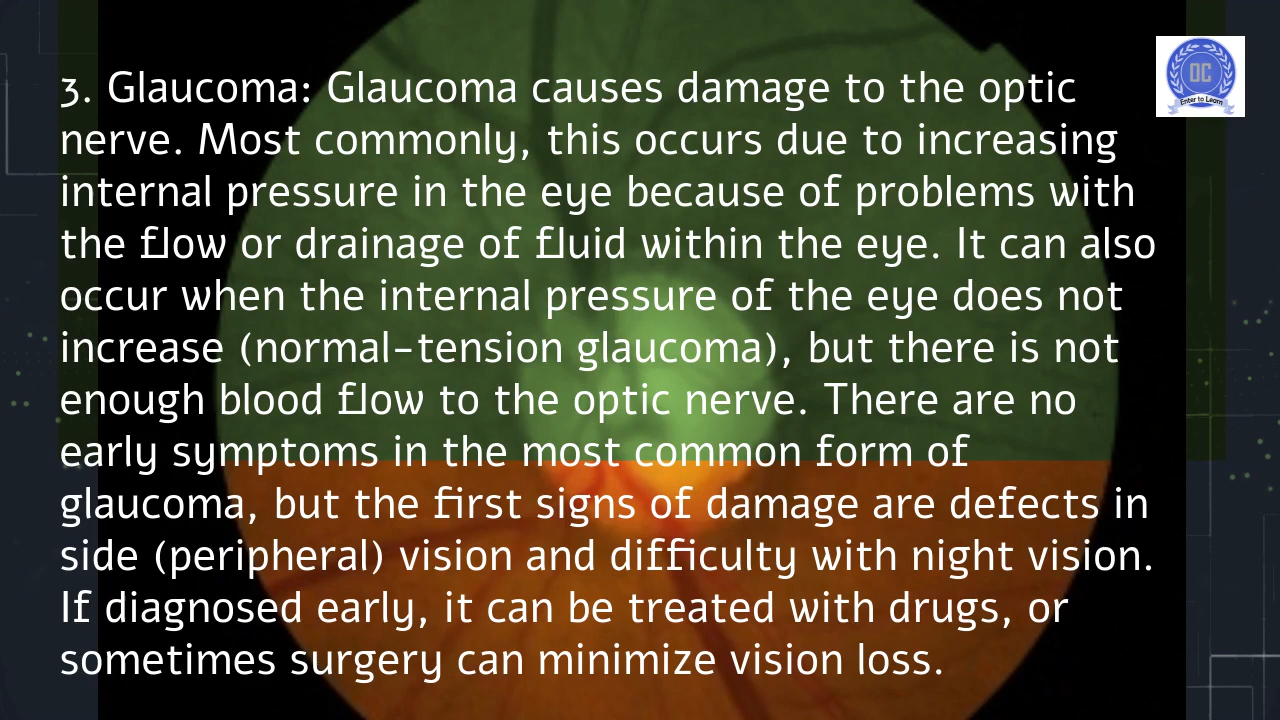 3. Glaucoma: Glaucoma causes damage to the optic
nerve. Most commonly, this occurs due to increasing
internal pressure in the eye because of problems with
the flow or drainage of fluid within the eye. It can also
occur when the internal pressure of the eye does not
increase (normal-tension glaucoma), but there is not
enough blood flow to the optic nerve. There are no
early symptoms in the most common form of
glaucoma, but the first signs of damage are defects in
side (peripheral) vision and difficulty with night vision.
If diagnosed early, it can be treated with drugs, or
sometimes surgery can minimize vision loss.
OC
Enter to Learn